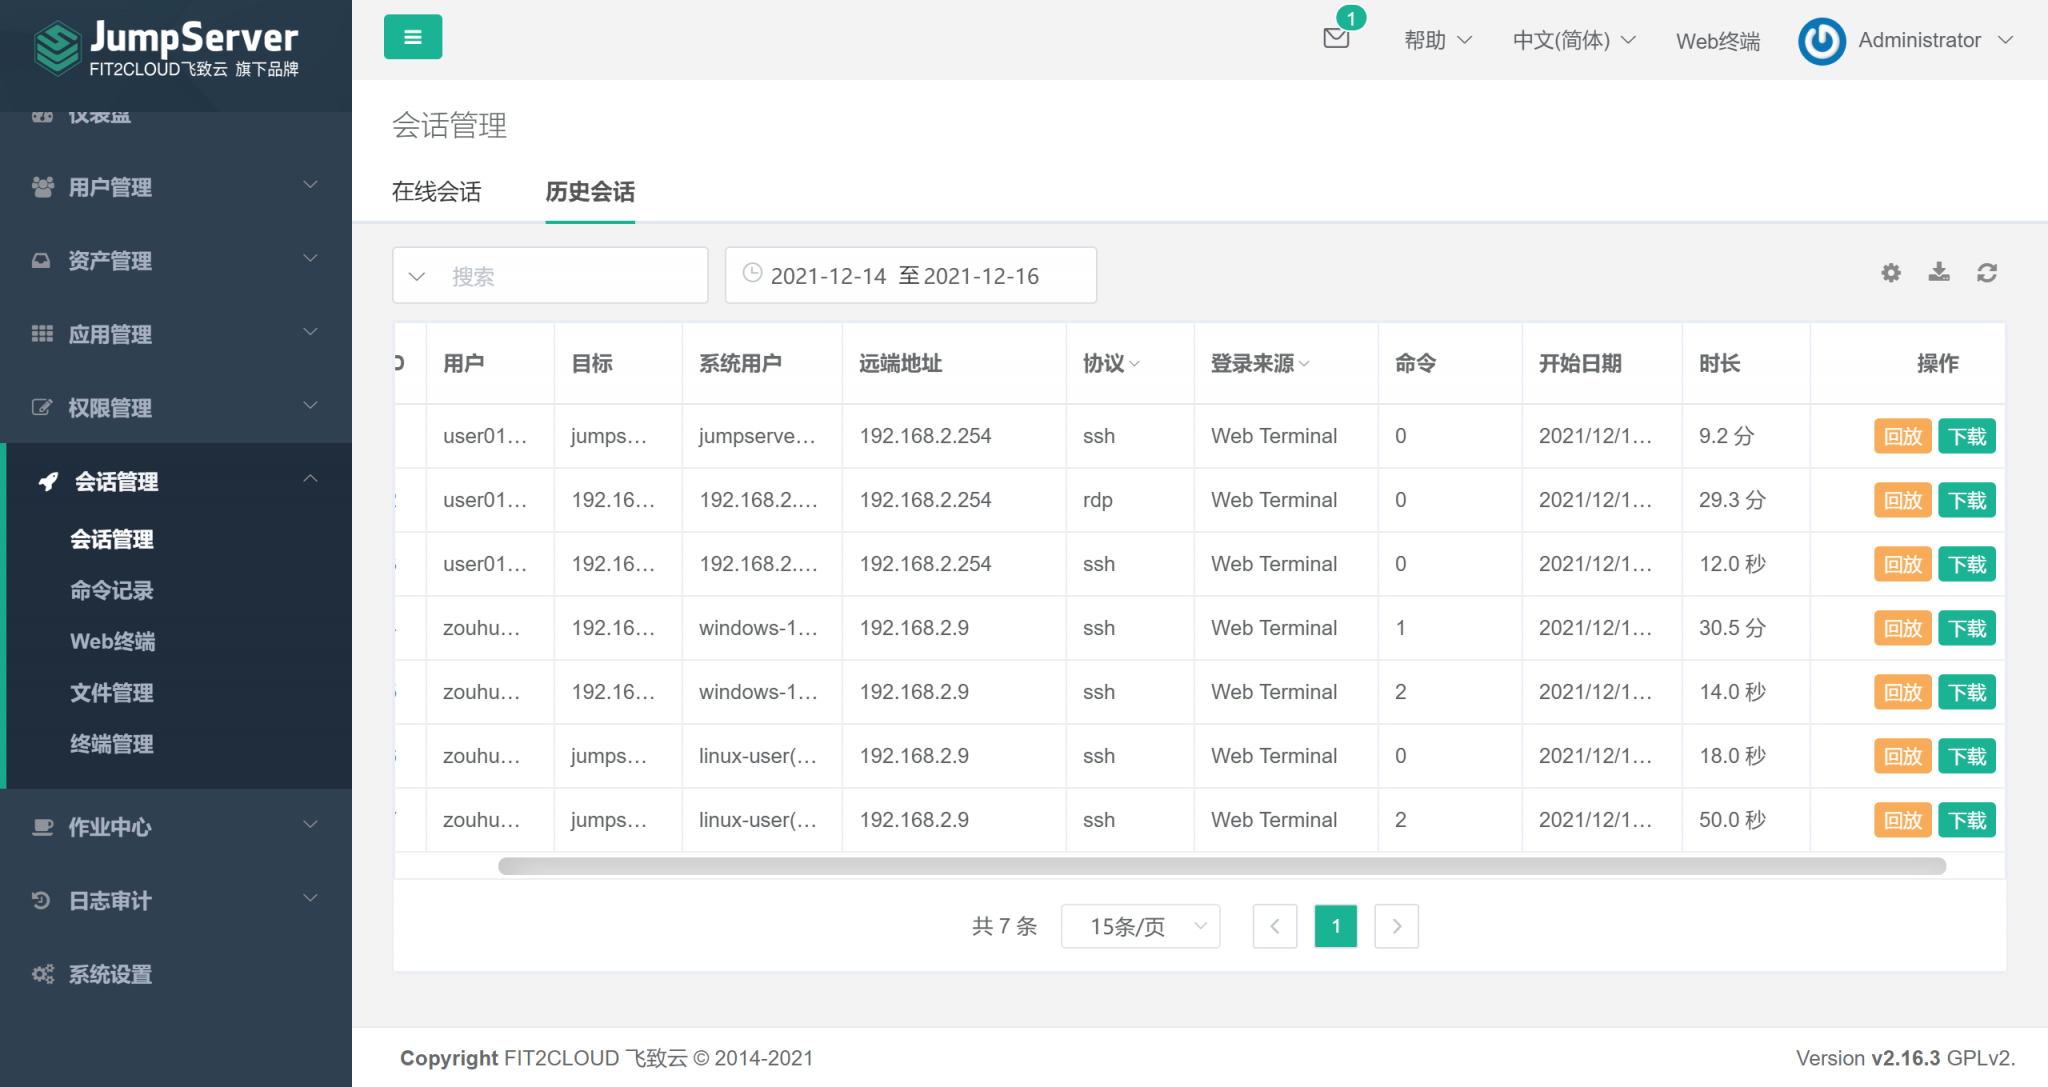 JumpServer
FIT2CLOUD飞致云 旗下品牌
仪表盘
用户管理
资产管理
应用管理
权限管理
会话管理
会话管理
命令记录
Web终端
文件管理
终端管理
作业中心
日志审计
系统设置
1
帮助
中文(简体)
Web终端
Administrator
会话管理
在线会话 历史会话
搜索
2021-12-14 至 2021-12-16
用户 目标 系统用户 远端地址 协议 登录来源 命令 开始日期 时长 操作
user01... jumps... jumpserve... 192.168.2.254 ssh Web Terminal 0 2021/12/1... 9.2 分 回放 下载
user01... 192.16... 192.168.2.... 192.168.2.254 rdp Web Terminal 0 2021/12/1... 29.3 分 回放 下载
user01... 192.16... 192.168.2.... 192.168.2.254 ssh Web Terminal 0 2021/12/1... 12.0 秒 回放 下载
zouhu... 192.16... windows-1... 192.168.2.9 ssh Web Terminal 1 2021/12/1... 30.5 分 回放 下载
zouhu... 192.16... windows-1... 192.168.2.9 ssh Web Terminal 2 2021/12/1... 14.0 秒 回放 下载
zouhu... jumps... linux-user(... 192.168.2.9 ssh Web Terminal 0 2021/12/1... 18.0 秒 回放 下载
zouhu... jumps... linux-user(... 192.168.2.9 ssh Web Terminal 2 2021/12/1... 50.0 秒 回放 下载
共 7 条 15条/页 1
Copyright FIT2CLOUD 飞致云 © 2014-2021
Version v2.16.3 GPLv2.